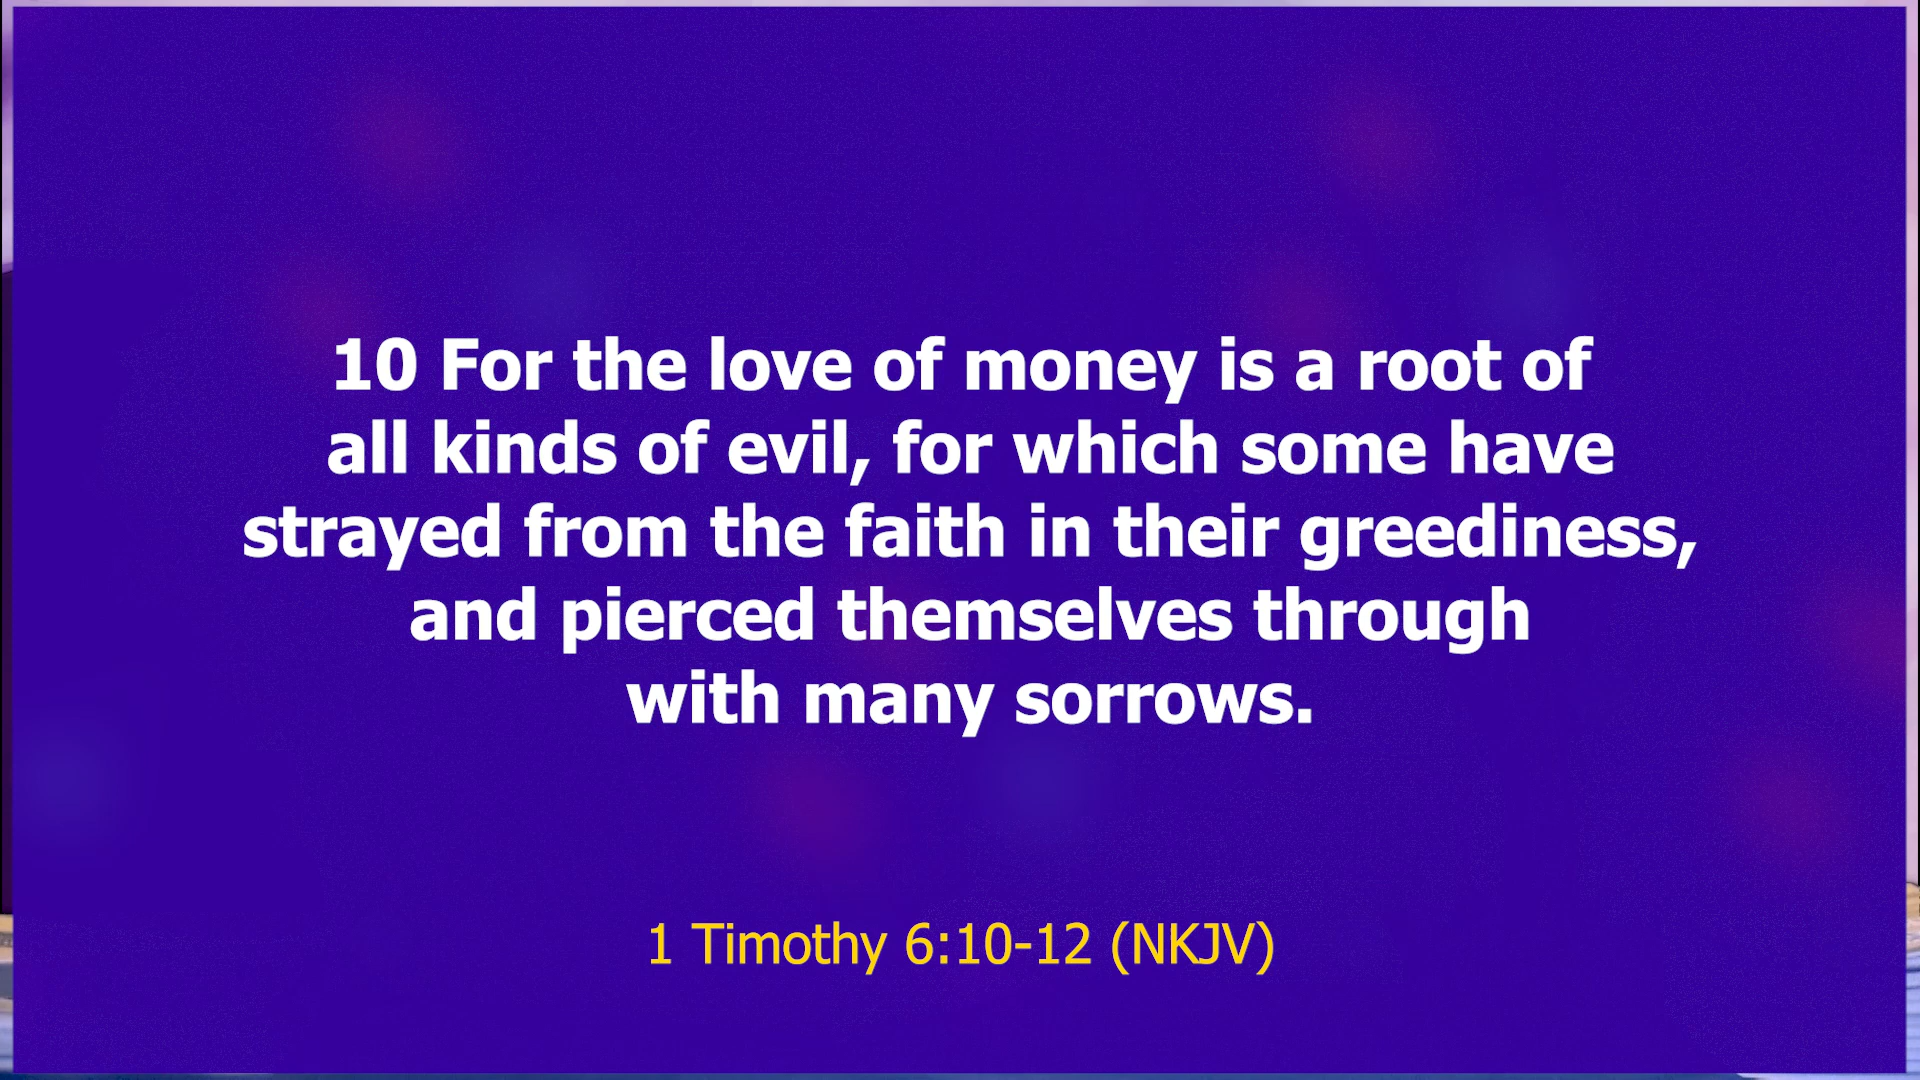 10 For the love of money is a root of
all kinds of evil, for which some have
strayed from the faith in their greediness,
and pierced themselves through
with many sorrows.
1 Timothy 6:10-12 (NKJV)